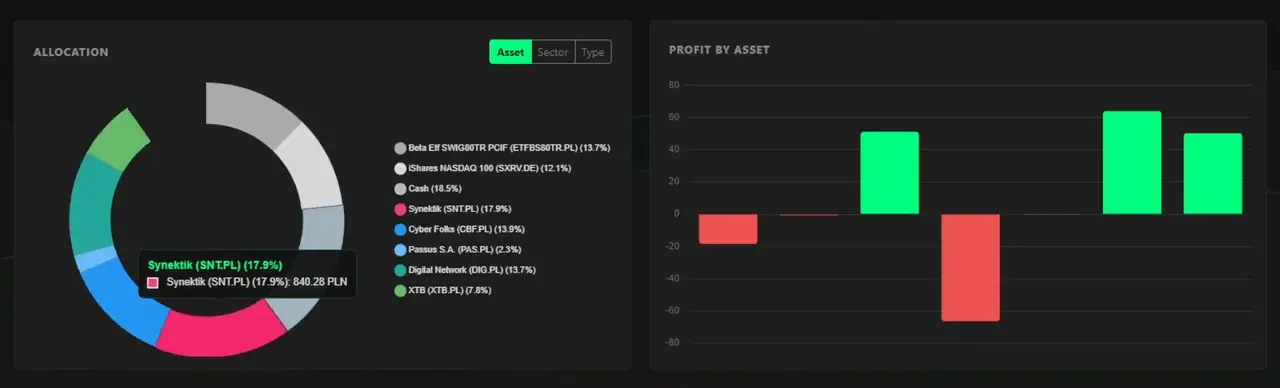 ALLOCATION
Asset Sector Type
Beta Etf SWIG80TR PCIF (ETFBS80TR.PL) (13.7%)
iShares NASDAQ 100 (SXRV.DE) (12.1%)
Cash (18.5%)
Synektik (SNT.PL) (17.9%)
Cyber Folks (CBF.PL) (13.9%)
Passus S.A. (PAS.PL) (2.3%)
Digital Network (DIG.PL) (13.7%)
XTB (XTB.PL) (7.8%)
Synektik (SNT.PL) (17.9%)
Synektik (SNT.PL) (17.9%): 840.28 PLN
PROFIT BY ASSET
80
60
40
20
0
-20
-40
-60
-80